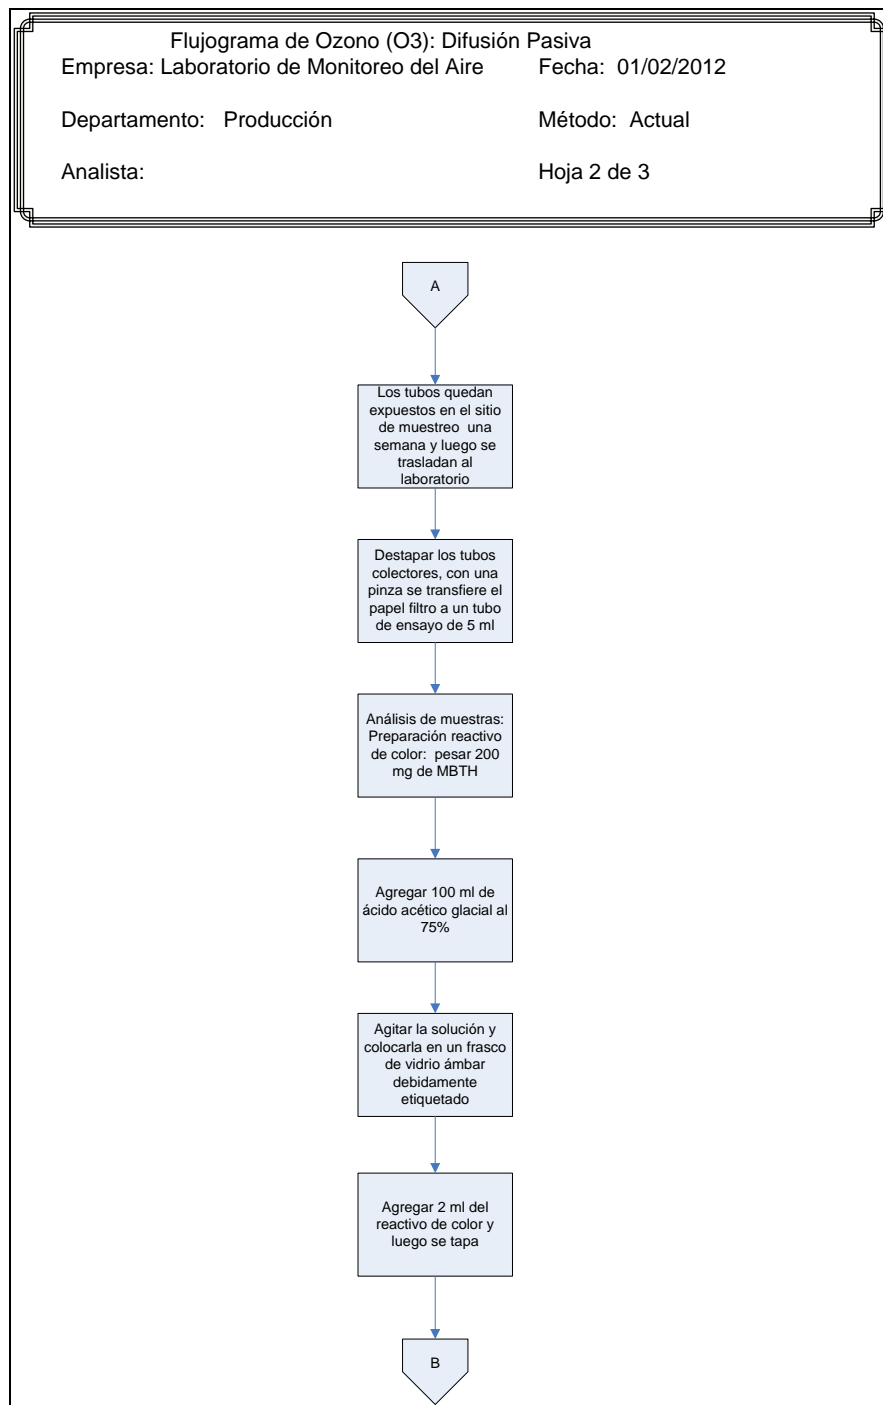 Flujograma de Ozono (O3): Difusión Pasiva
Empresa: Laboratorio de Monitoreo del Aire Fecha: 01/02/2012
Departamento: Producción Método: Actual
Analista: Hoja 2 de 3
A
Los tubos quedan
expuestos en el sitio
de muestreo una
semana y luego se
trasladan al
laboratorio
Destapar los tubos
colectores, con una
pinza se transfiere el
papel filtro a un tubo
de ensayo de 5 ml
Análisis de muestras:
Preparación reactivo
de color: pesar 200
mg de MBTH
Agregar 100 ml de
ácido acético glacial al
75%
Agitar la solución y
colocarla en un frasco
de vidrio ámbar
debidamente
etiquetado
Agregar 2 ml del
reactivo de color y
luego se tapa
B